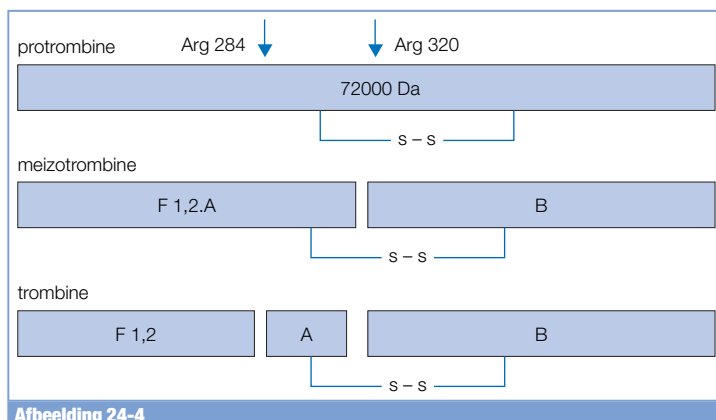 Arg 284 Arg 320
protrombine
72000 Da
s – s
meizotrombine
F 1,2.A B
s – s
trombine
F 1,2 A B
s – s
Afbeelding 24-4